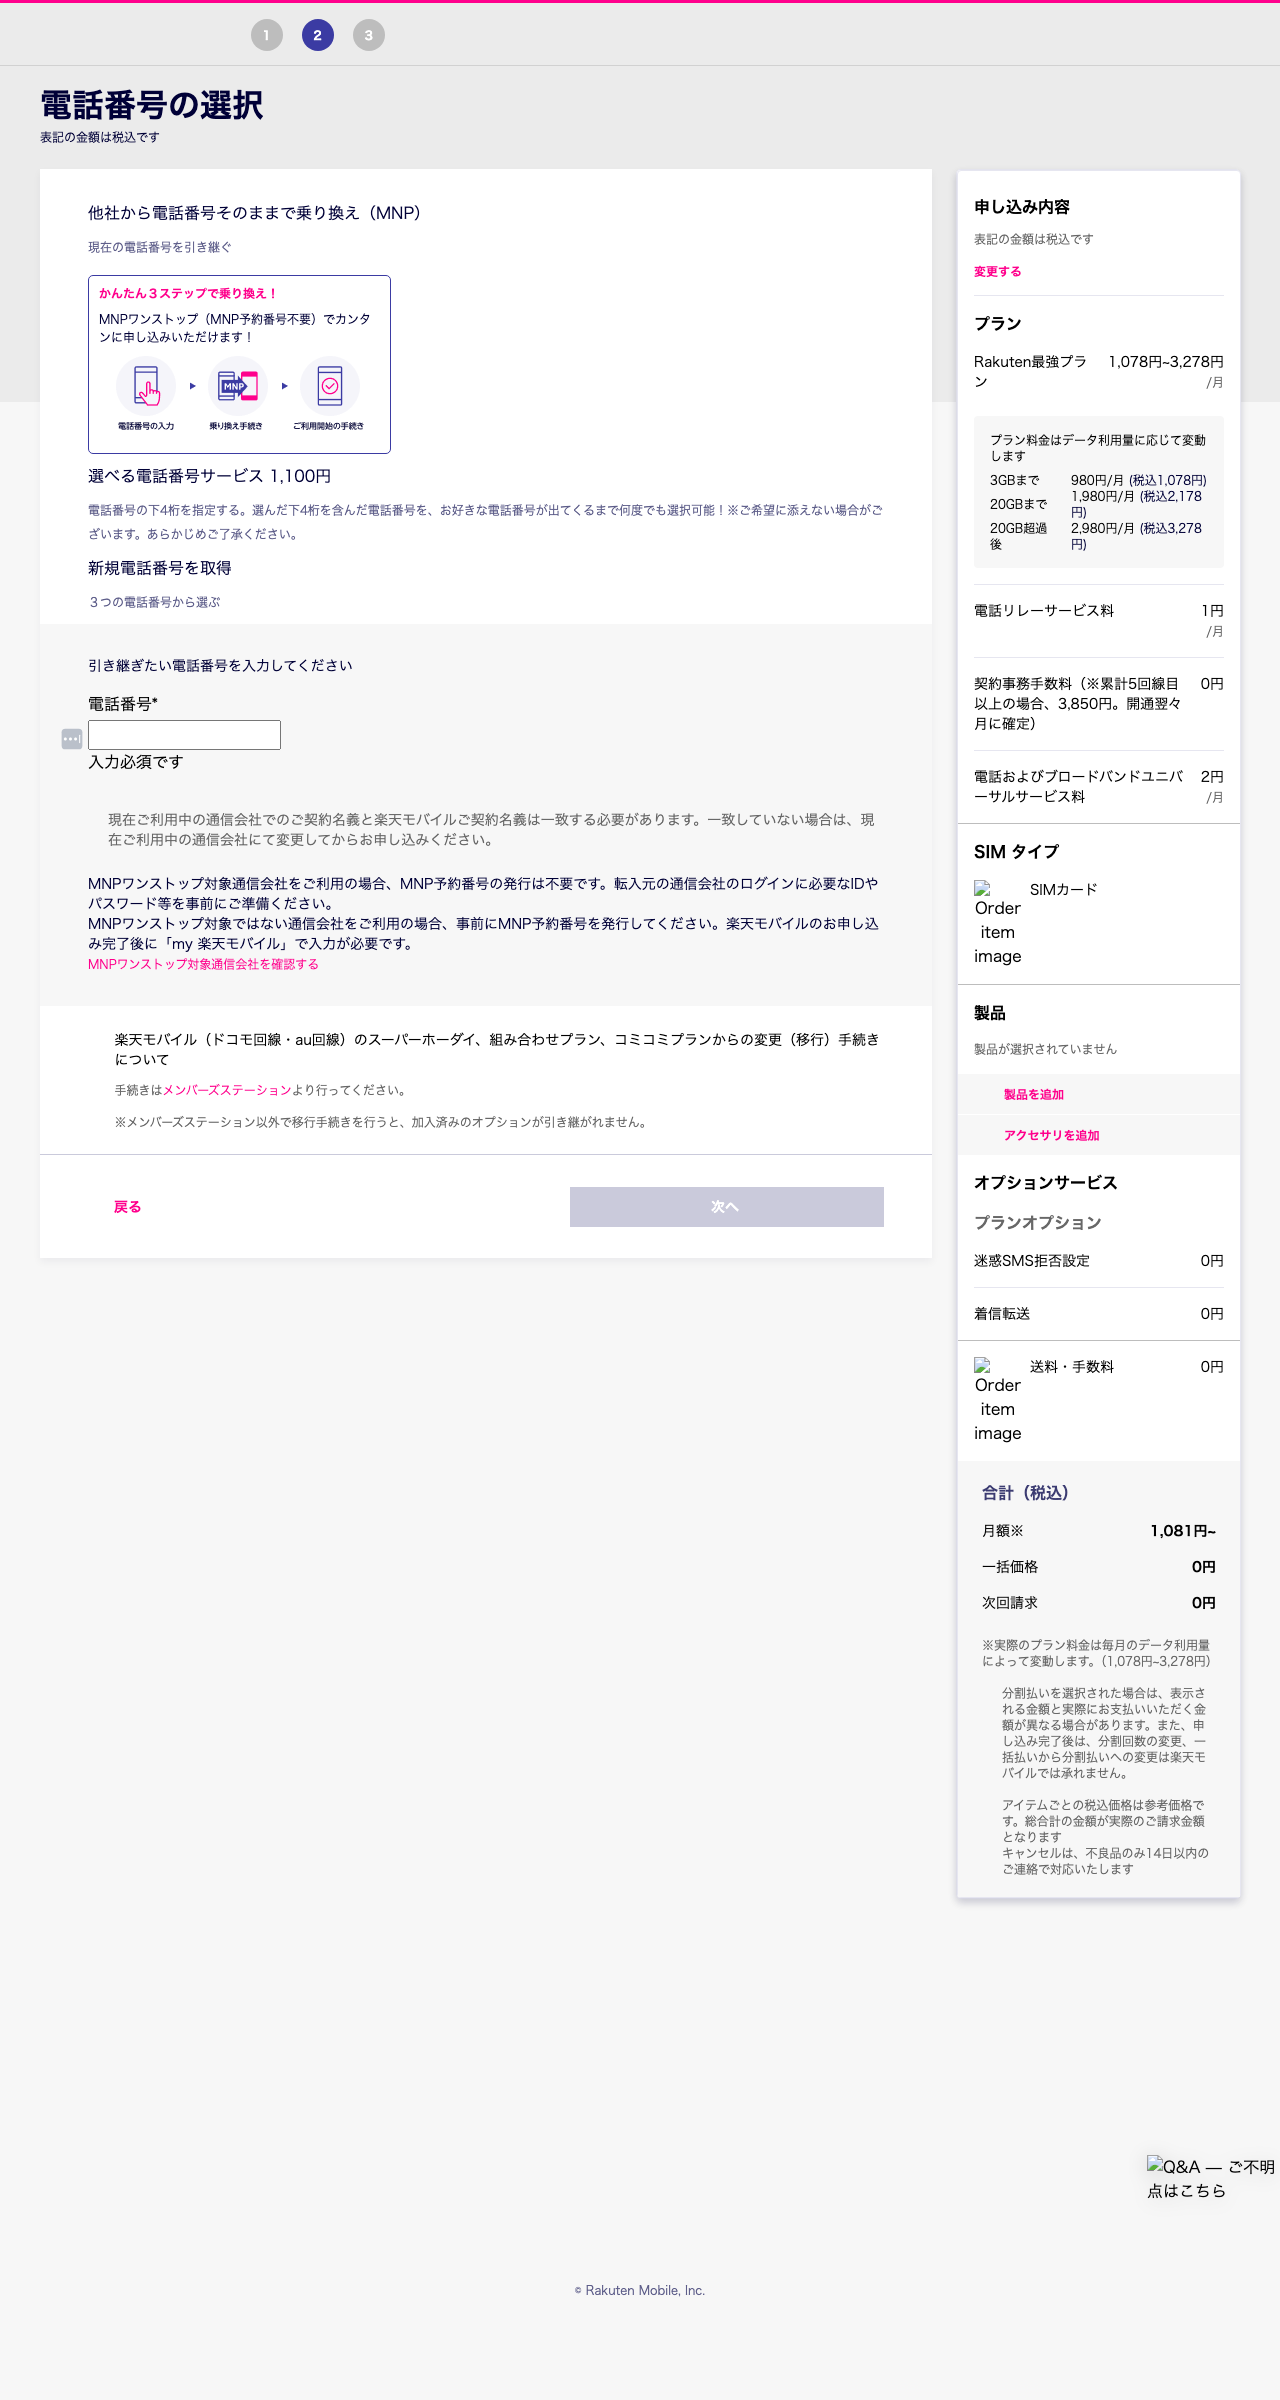 1 2 3
電話番号の選択
表記の金額は税込です
他社から電話番号そのままで乗り換え（MNP）
現在の電話番号を引き継ぐ
かんたん３ステップで乗り換え！
MNPワンストップ（MNP予約番号不要）でカンタ
ンに申し込みいただけます！
MNP
電話番号の入力 乗り換え手続き ご利用開始の手続き
選べる電話番号サービス 1,100円
電話番号の下4桁を指定する。選んだ下4桁を含んだ電話番号を、お好きな電話番号が出てくるまで何度でも選択可能！※ご希望に添えない場合がご
ざいます。あらかじめご了承ください。
新規電話番号を取得
３つの電話番号から選ぶ
引き継ぎたい電話番号を入力してください
電話番号*
入力必須です
現在ご利用中の通信会社でのご契約名義と楽天モバイルご契約名義は一致する必要があります。一致していない場合は、現
在ご利用中の通信会社にて変更してからお申し込みください。
MNPワンストップ対象通信会社をご利用の場合、MNP予約番号の発行は不要です。転入元の通信会社のログインに必要なIDや
パスワード等を事前にご準備ください。
MNPワンストップ対象ではない通信会社をご利用の場合、事前にMNP予約番号を発行してください。楽天モバイルのお申し込
み完了後に「my 楽天モバイル」で入力が必要です。
MNPワンストップ対象通信会社を確認する
楽天モバイル（ドコモ回線・au回線）のスーパーホーダイ、組み合わせプラン、コミコミプランからの変更（移行）手続き
について
手続きはメンバーズステーションより行ってください。
※メンバーズステーション以外で移行手続きを行うと、加入済みのオプションが引き継がれません。
戻る 次へ
申し込み内容
表記の金額は税込です
変更する
プラン
Rakuten最強プラ 1,078円~3,278円
ン /月
プラン料金はデータ利用量に応じて変動
します
3GBまで 980円/月 (税込1,078円)
20GBまで 1,980円/月 (税込2,178
円)
20GB超過 2,980円/月 (税込3,278
後 円)
電話リレーサービス料 1円
/月
契約事務手数料（※累計5回線目 0円
以上の場合、3,850円。開通翌々
月に確定）
電話およびブロードバンドユニバ 2円
ーサルサービス料 /月
SIM タイプ
SIMカード
Order
item
image
製品
製品が選択されていません
製品を追加
アクセサリを追加
オプションサービス
プランオプション
迷惑SMS拒否設定 0円
着信転送 0円
送料・手数料 0円
Order
item
image
合計（税込）
月額※ 1,081円~
一括価格 0円
次回請求 0円
※実際のプラン料金は毎月のデータ利用量
によって変動します。（1,078円~3,278円）
分割払いを選択された場合は、表示さ
れる金額と実際にお支払いいただく金
額が異なる場合があります。また、申
し込み完了後は、分割回数の変更、一
括払いから分割払いへの変更は楽天モ
バイルでは承れません。
アイテムごとの税込価格は参考価格で
す。総合計の金額が実際のご請求金額
となります
キャンセルは、不良品のみ14日以内の
ご連絡で対応いたします
Q&A — ご不明
点はこちら
© Rakuten Mobile, Inc.